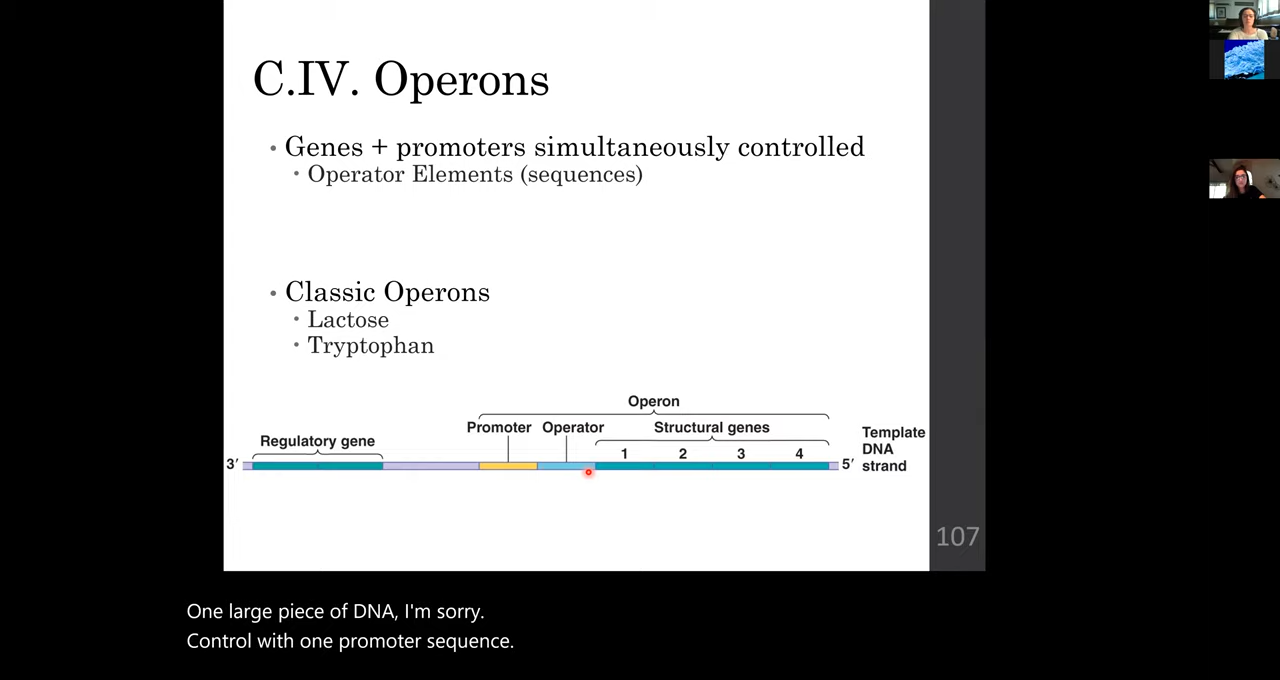 C.IV. Operons
• Genes + promoters simultaneously controlled
• Operator Elements (sequences)
• Classic Operons
• Lactose
• Tryptophan
Operon
Promoter Operator Structural genes
Regulatory gene
1 2 3 4
3′
5′
Template
DNA
strand
107
One large piece of DNA, I'm sorry.
Control with one promoter sequence.